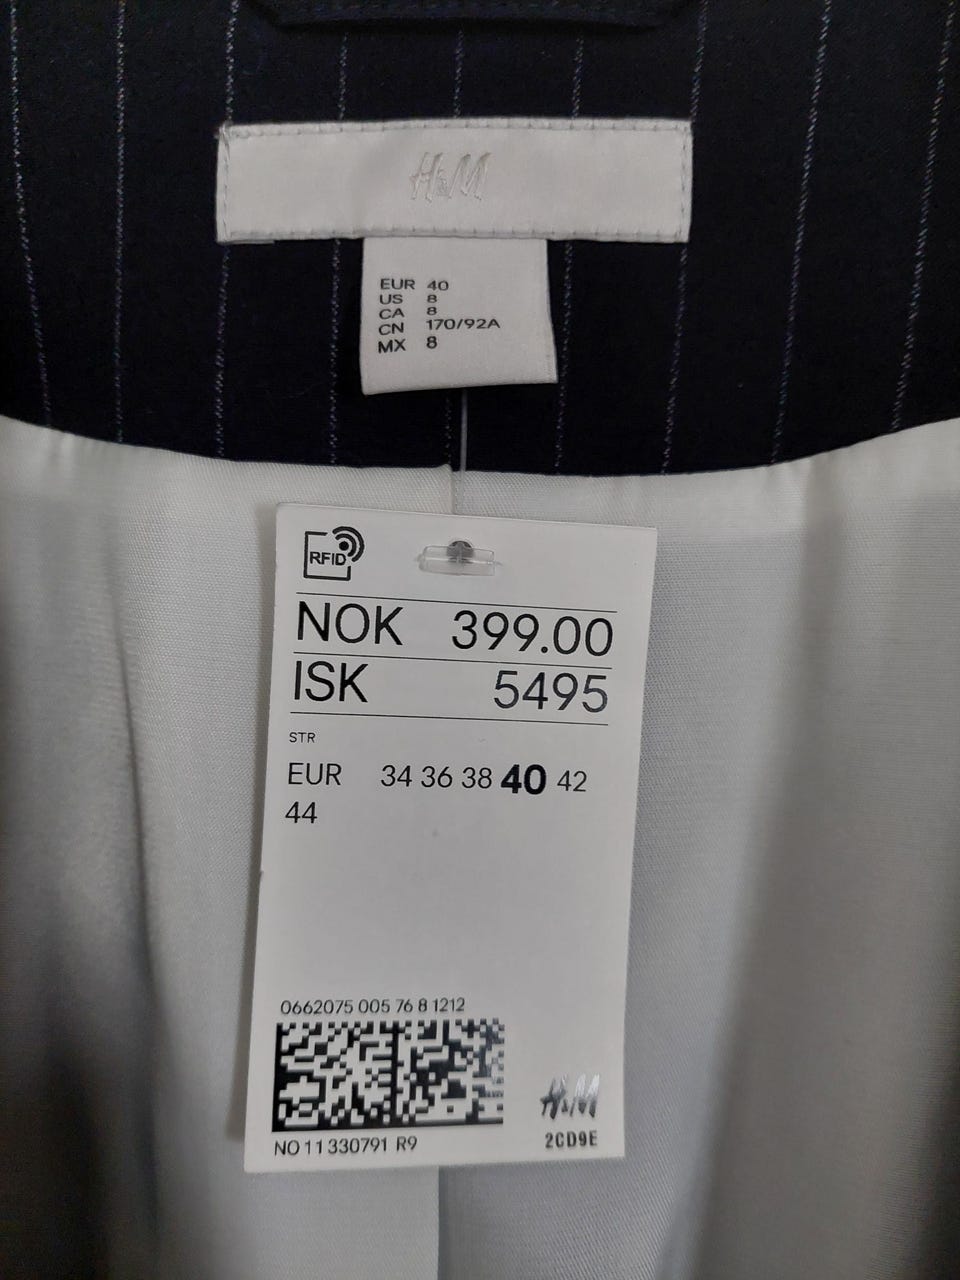 H&M
EUR 40
US 8
CA 8
CN 170/92A
MX 8
RFID
NOK 399.00
ISK 5495
STR
EUR 34 36 38 40 42
44
0662075 005 76 8 1212
H&M
NO 11 330791 R9
2CD9E